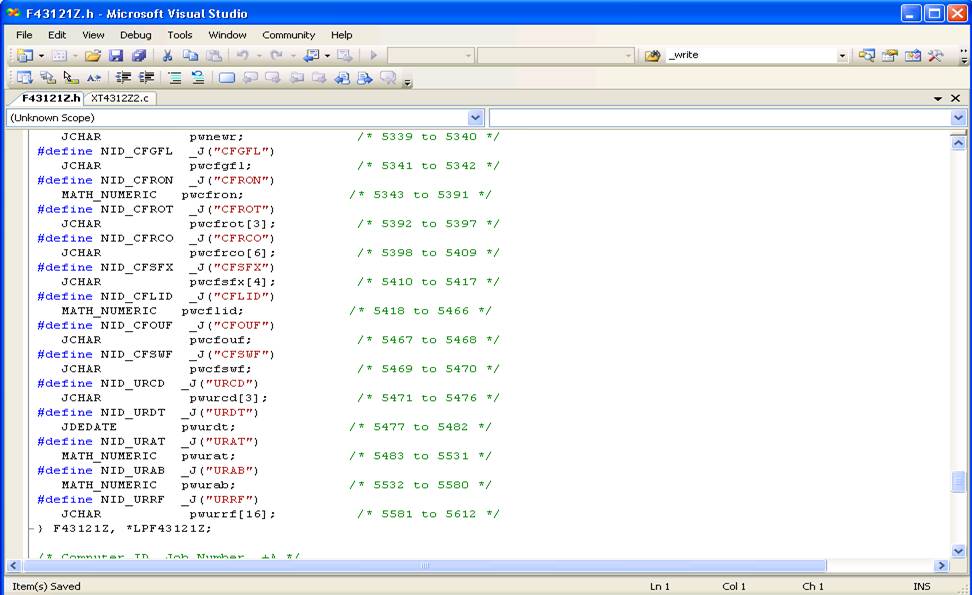 F43121Z.h - Microsoft Visual Studio
File Edit View Debug Tools Window Community Help
_write
F43121Z.h XT4312Z2.c
(Unknown Scope)
JCHAR pwnewr; /* 5339 to 5340 */
#define NID_CFGFL _J("CFGFL")
JCHAR pwcfgfl; /* 5341 to 5342 */
#define NID_CFRON _J("CFRON")
MATH_NUMERIC pwcfron; /* 5343 to 5391 */
#define NID_CFROT _J("CFROT")
JCHAR pwcfrot[3]; /* 5392 to 5397 */
#define NID_CFRCO _J("CFRCO")
JCHAR pwcfrco[6]; /* 5398 to 5409 */
#define NID_CFSFX _J("CFSFX")
JCHAR pwcfsfx[4]; /* 5410 to 5417 */
#define NID_CFLID _J("CFLID")
MATH_NUMERIC pwcflid; /* 5418 to 5466 */
#define NID_CFOUF _J("CFOUF")
JCHAR pwcfouf; /* 5467 to 5468 */
#define NID_CFSWF _J("CFSWF")
JCHAR pwcfswf; /* 5469 to 5470 */
#define NID_URCD _J("URCD")
JCHAR pwurcd[3]; /* 5471 to 5476 */
#define NID_URDT _J("URDT")
JDEDATE pwurdt; /* 5477 to 5482 */
#define NID_URAT _J("URAT")
MATH_NUMERIC pwurat; /* 5483 to 5531 */
#define NID_URAB _J("URAB")
MATH_NUMERIC pwurab; /* 5532 to 5580 */
#define NID_URRF _J("URRF")
JCHAR pwurrf[16]; /* 5581 to 5612 */
} F43121Z, *LPF43121Z;
/* Computer ID, Job Number, +A */
Item(s) Saved Ln 1 Col 1 Ch 1 INS